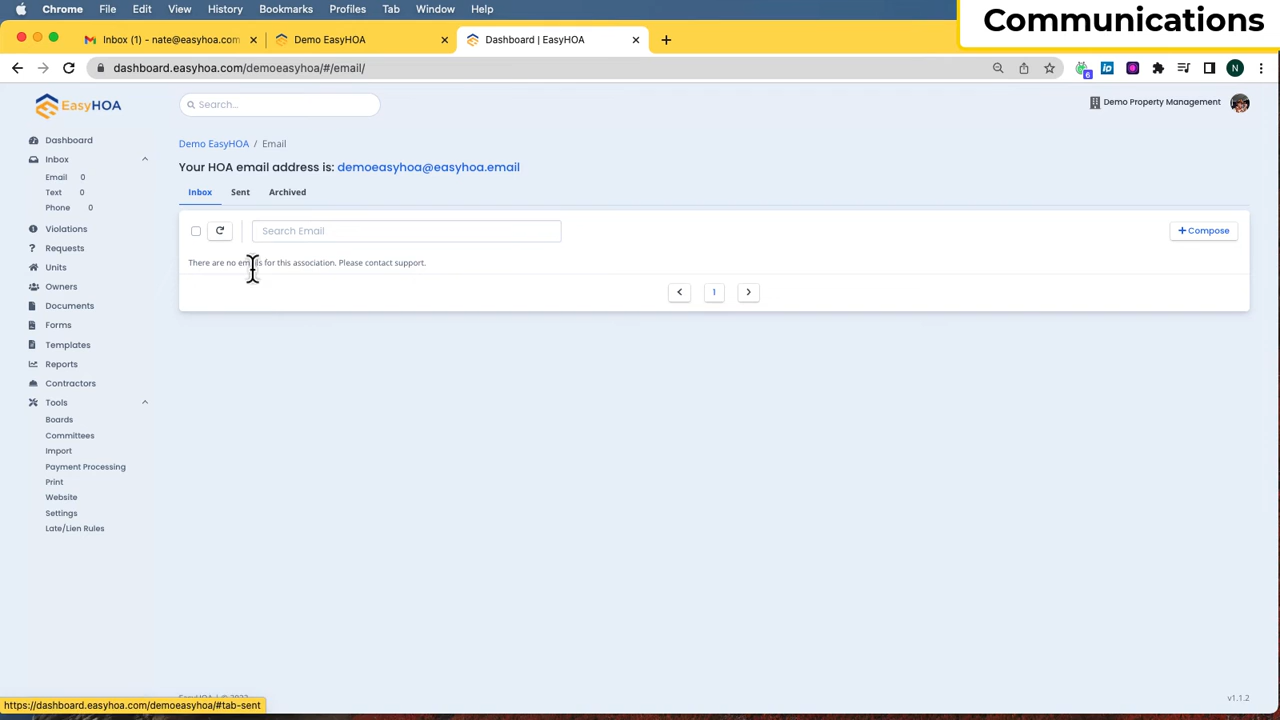 Chrome File Edit View History Bookmarks Profiles Tab Window Help
Communications
Inbox (1) - nate@easyhoa.com
Demo EasyHOA
Dashboard | EasyHOA
dashboard.easyhoa.com/demoeasyhoa/#/email/
6
N
EasyHOA
Search...
Demo Property Management
Dashboard
Inbox
Email 0
Text 0
Phone 0
Violations
Requests
Units
Owners
Documents
Forms
Templates
Reports
Contractors
Tools
Boards
Committees
Import
Payment Processing
Print
Website
Settings
Late/Lien Rules
Demo EasyHOA / Email
Your HOA email address is: demoeasyhoa@easyhoa.email
Inbox Sent Archived
Search Email
+ Compose
There are no emails for this association. Please contact support.
1
https://dashboard.easyhoa.com/demoeasyhoa/#tab-sent
v1.1.2